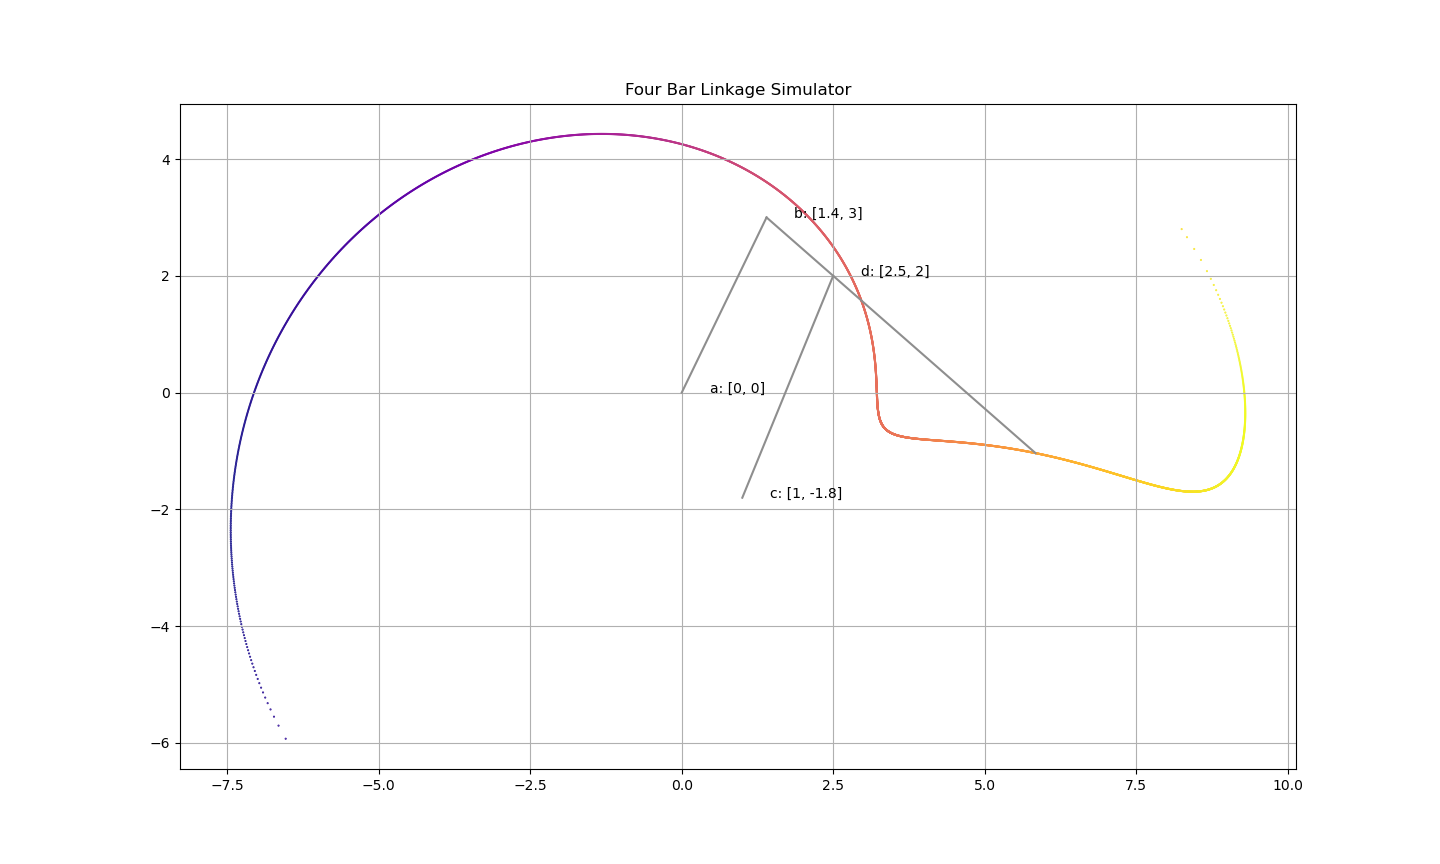 Four Bar Linkage Simulator
4
b: [1.4, 3]
2
d: [2.5, 2]
0
a: [0, 0]
c: [1, -1.8]
−2
−4
−6
−7.5 −5.0 −2.5 0.0 2.5 5.0 7.5 10.0